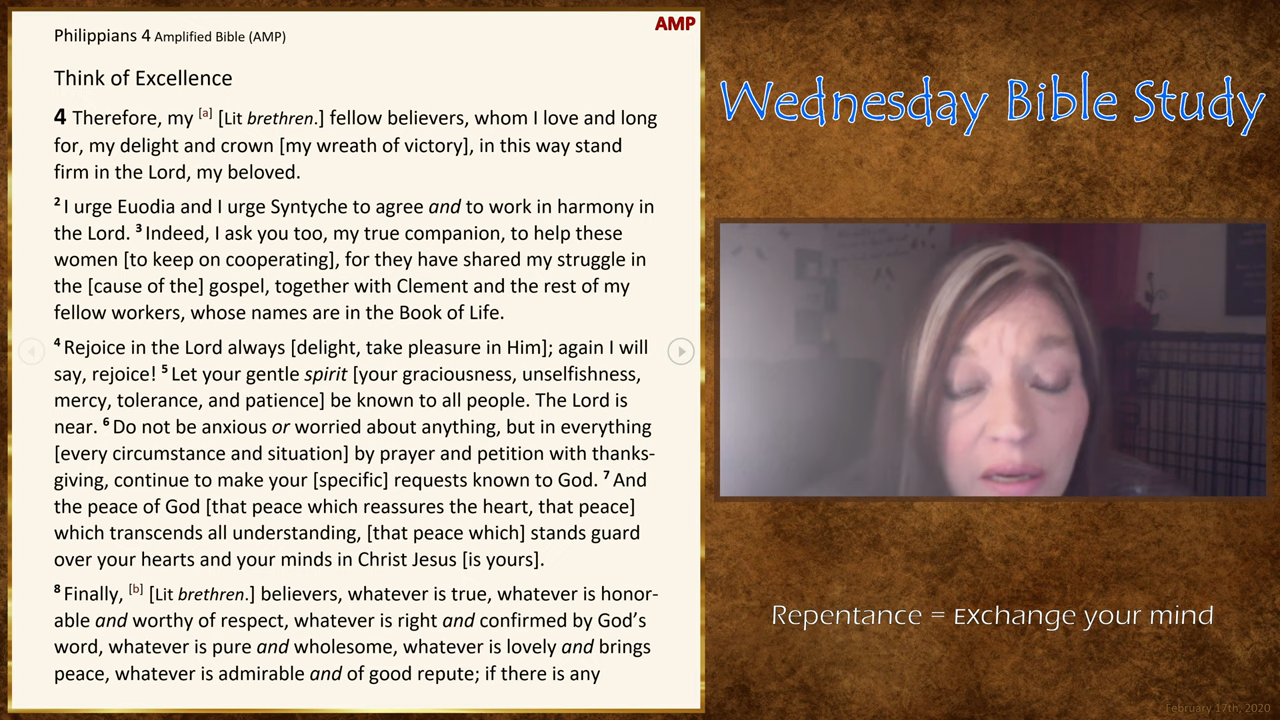 AMP
Philippians 4 Amplified Bible (AMP)
Think of Excellence
4 Therefore, my [a] [Lit brethren.] fellow believers, whom I love and long
for, my delight and crown [my wreath of victory], in this way stand
firm in the Lord, my beloved.
2 I urge Euodia and I urge Syntyche to agree and to work in harmony in
the Lord. 3 Indeed, I ask you too, my true companion, to help these
women [to keep on cooperating], for they have shared my struggle in
the [cause of the] gospel, together with Clement and the rest of my
fellow workers, whose names are in the Book of Life.
4 Rejoice in the Lord always [delight, take pleasure in Him]; again I will
say, rejoice! 5 Let your gentle spirit [your graciousness, unselfishness,
mercy, tolerance, and patience] be known to all people. The Lord is
near. 6 Do not be anxious or worried about anything, but in everything
[every circumstance and situation] by prayer and petition with thanks-
giving, continue to make your [specific] requests known to God. 7 And
the peace of God [that peace which reassures the heart, that peace]
which transcends all understanding, [that peace which] stands guard
over your hearts and your minds in Christ Jesus [is yours].
8 Finally, [b] [Lit brethren.] believers, whatever is true, whatever is honor-
able and worthy of respect, whatever is right and confirmed by God's
word, whatever is pure and wholesome, whatever is lovely and brings
peace, whatever is admirable and of good repute; if there is any
Wednesday Bible Study
Repentance = EXchange your mind
February 17th, 2020